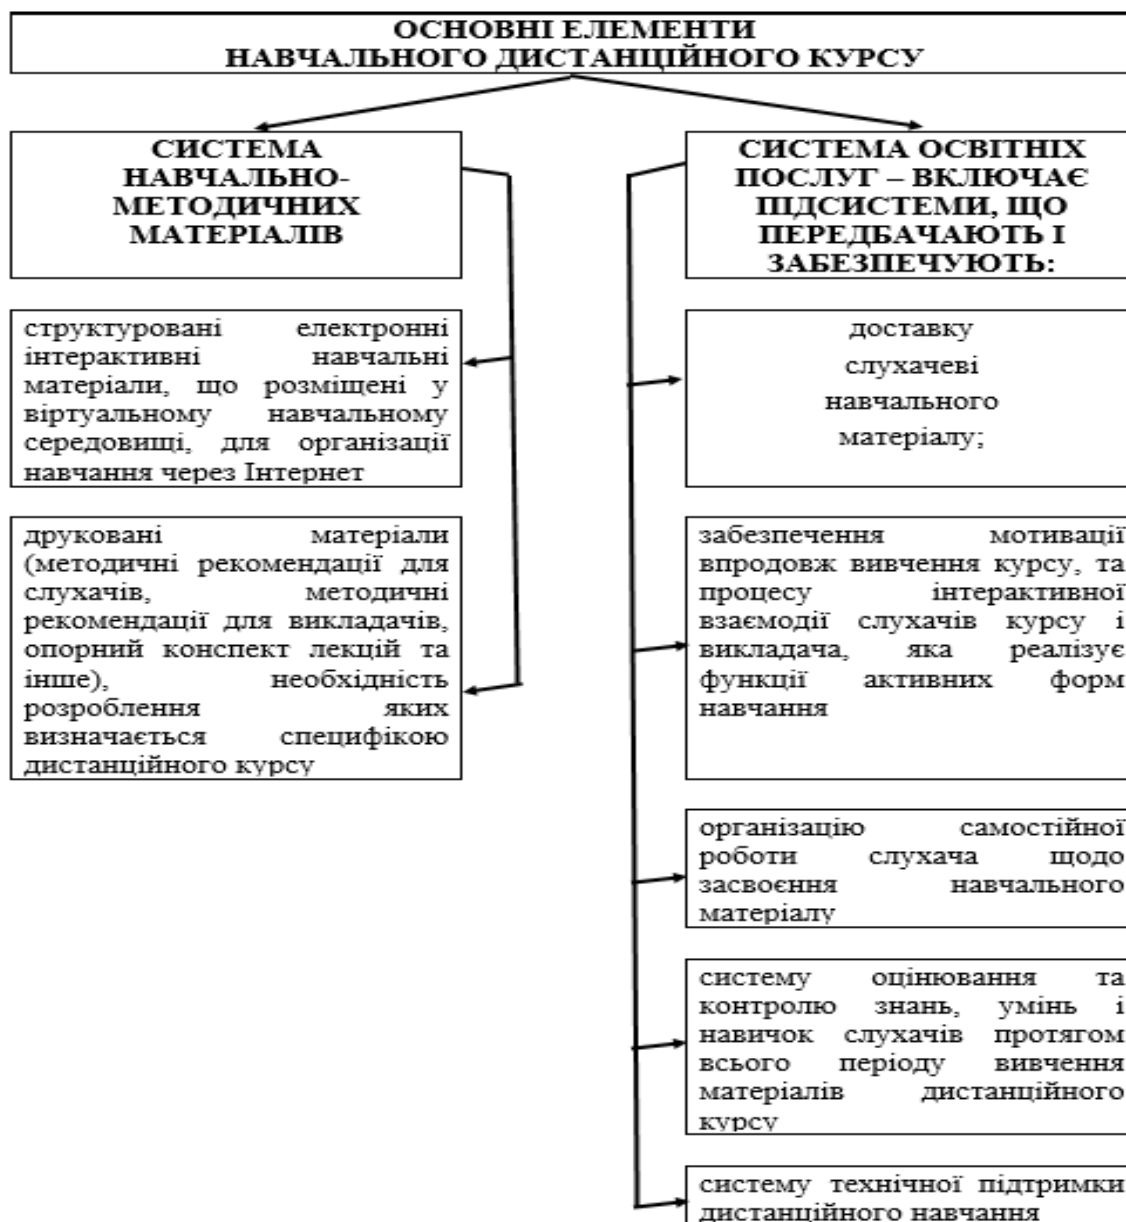 ОСНОВНІ ЕЛЕМЕНТИ
НАВЧАЛЬНОГО ДИСТАНЦІЙНОГО КУРСУ
СИСТЕМА
НАВЧАЛЬНО-
МЕТОДИЧНИХ
МАТЕРІАЛІВ
структуровані електронні
інтерактивні навчальні
матеріали, що розміщені у
віртуальному навчальному
середовищі, для організації
навчання через Інтернет
друковані матеріали
(методичні рекомендації для
слухачів, методичні
рекомендації для викладачів,
опорний конспект лекцій та
інше), необхідність
розроблення яких
визначається специфікою
дистанційного курсу
СИСТЕМА ОСВІТНІХ
ПОСЛУГ – ВКЛЮЧАЄ
ПІДСИСТЕМИ, ЩО
ПЕРЕДБАЧАЮТЬ І
ЗАБЕЗПЕЧУЮТЬ:
доставку
слухачеві
навчального
матеріалу;
забезпечення мотивації
впродовж вивчення курсу, та
процесу інтерактивної
взаємодії слухачів курсу і
викладача, яка реалізує
функції активних форм
навчання
організацію самостійної
роботи слухача щодо
засвоєння навчального
матеріалу
систему оцінювання та
контролю знань, умінь і
навичок слухачів протягом
всього періоду вивчення
матеріалів дистанційного
курсу
систему технічної підтримки
дистанційного навчання